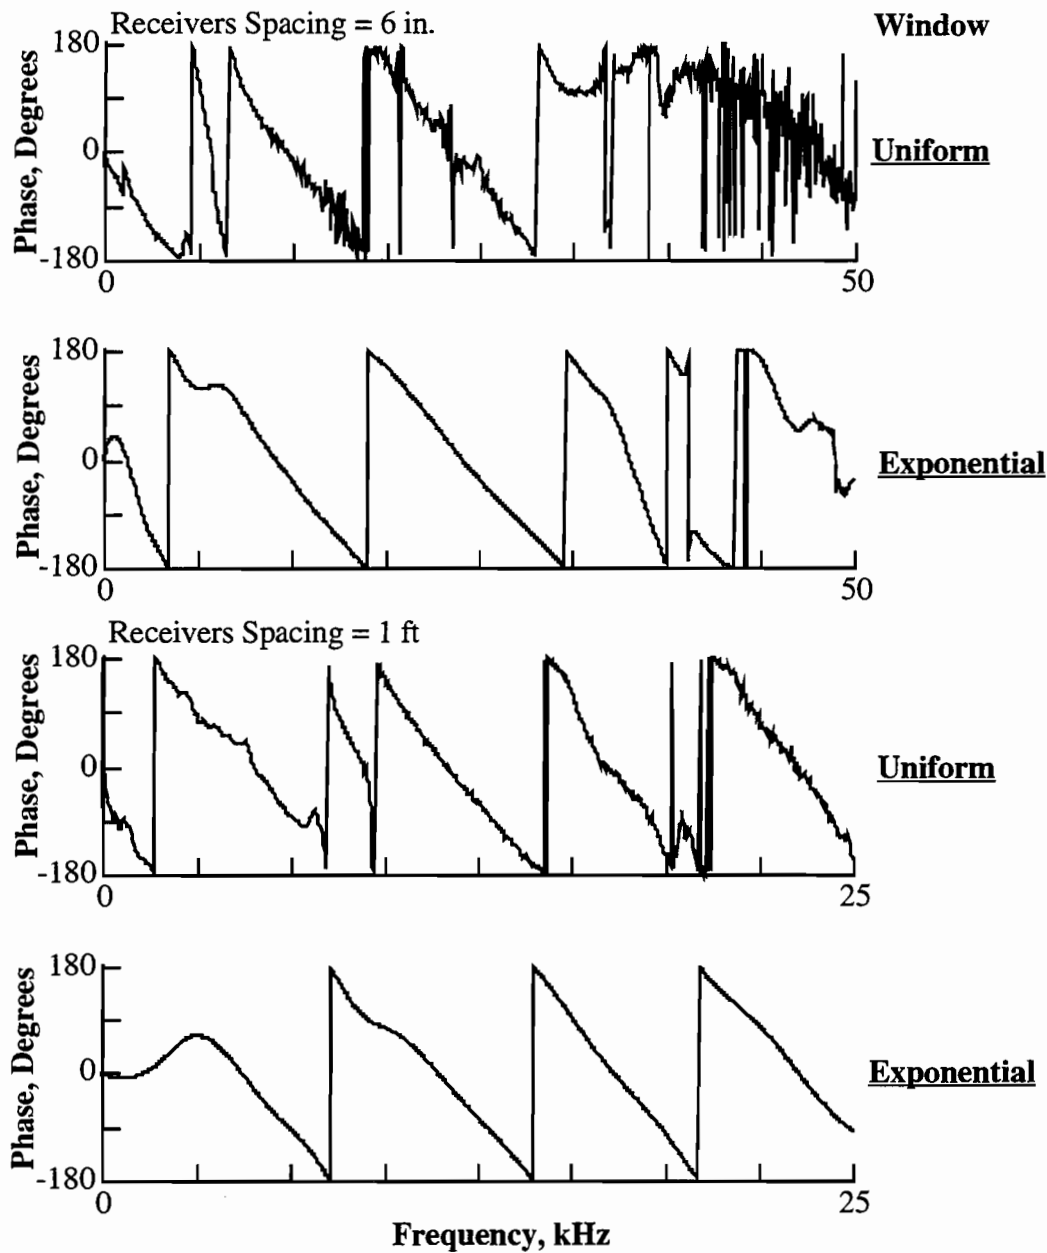 Receivers Spacing = 6 in.
Window
180
0
-180
Phase, Degrees
Uniform
0
50
180
0
-180
Phase, Degrees
Exponential
0
50
Receivers Spacing = 1 ft
180
0
-180
Phase, Degrees
Uniform
0
25
180
0
-180
Phase, Degrees
Exponential
0
25
Frequency, kHz